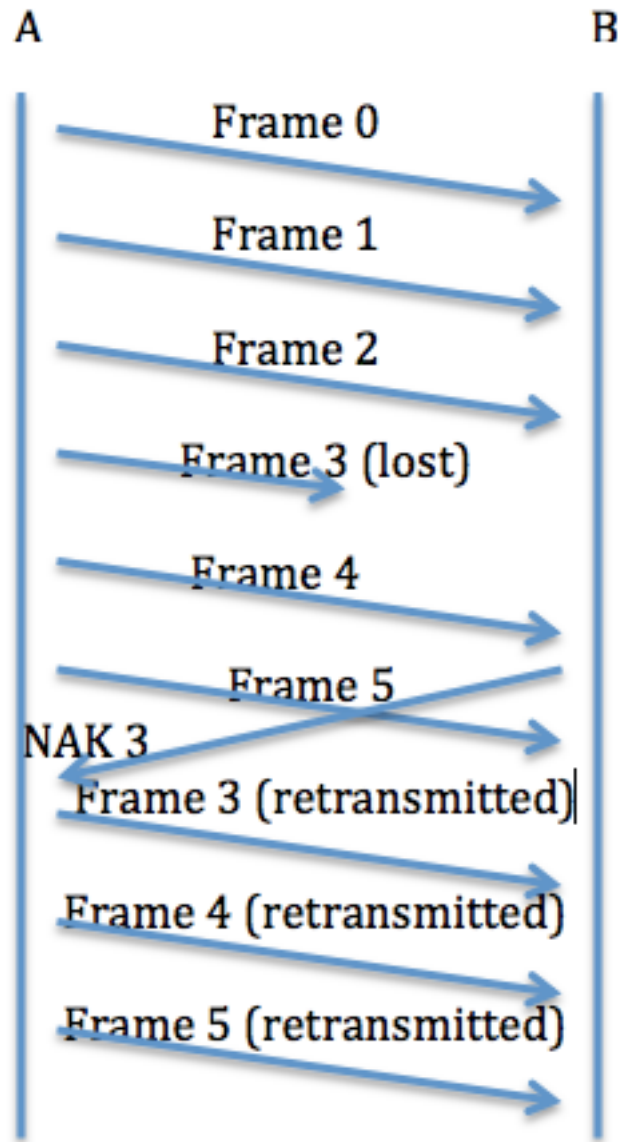 A
B
Frame 0
Frame 1
Frame 2
Frame 3 (lost)
Frame 4
Frame 5
NAK 3
Frame 3 (retransmitted)
Frame 4 (retransmitted)
Frame 5 (retransmitted)